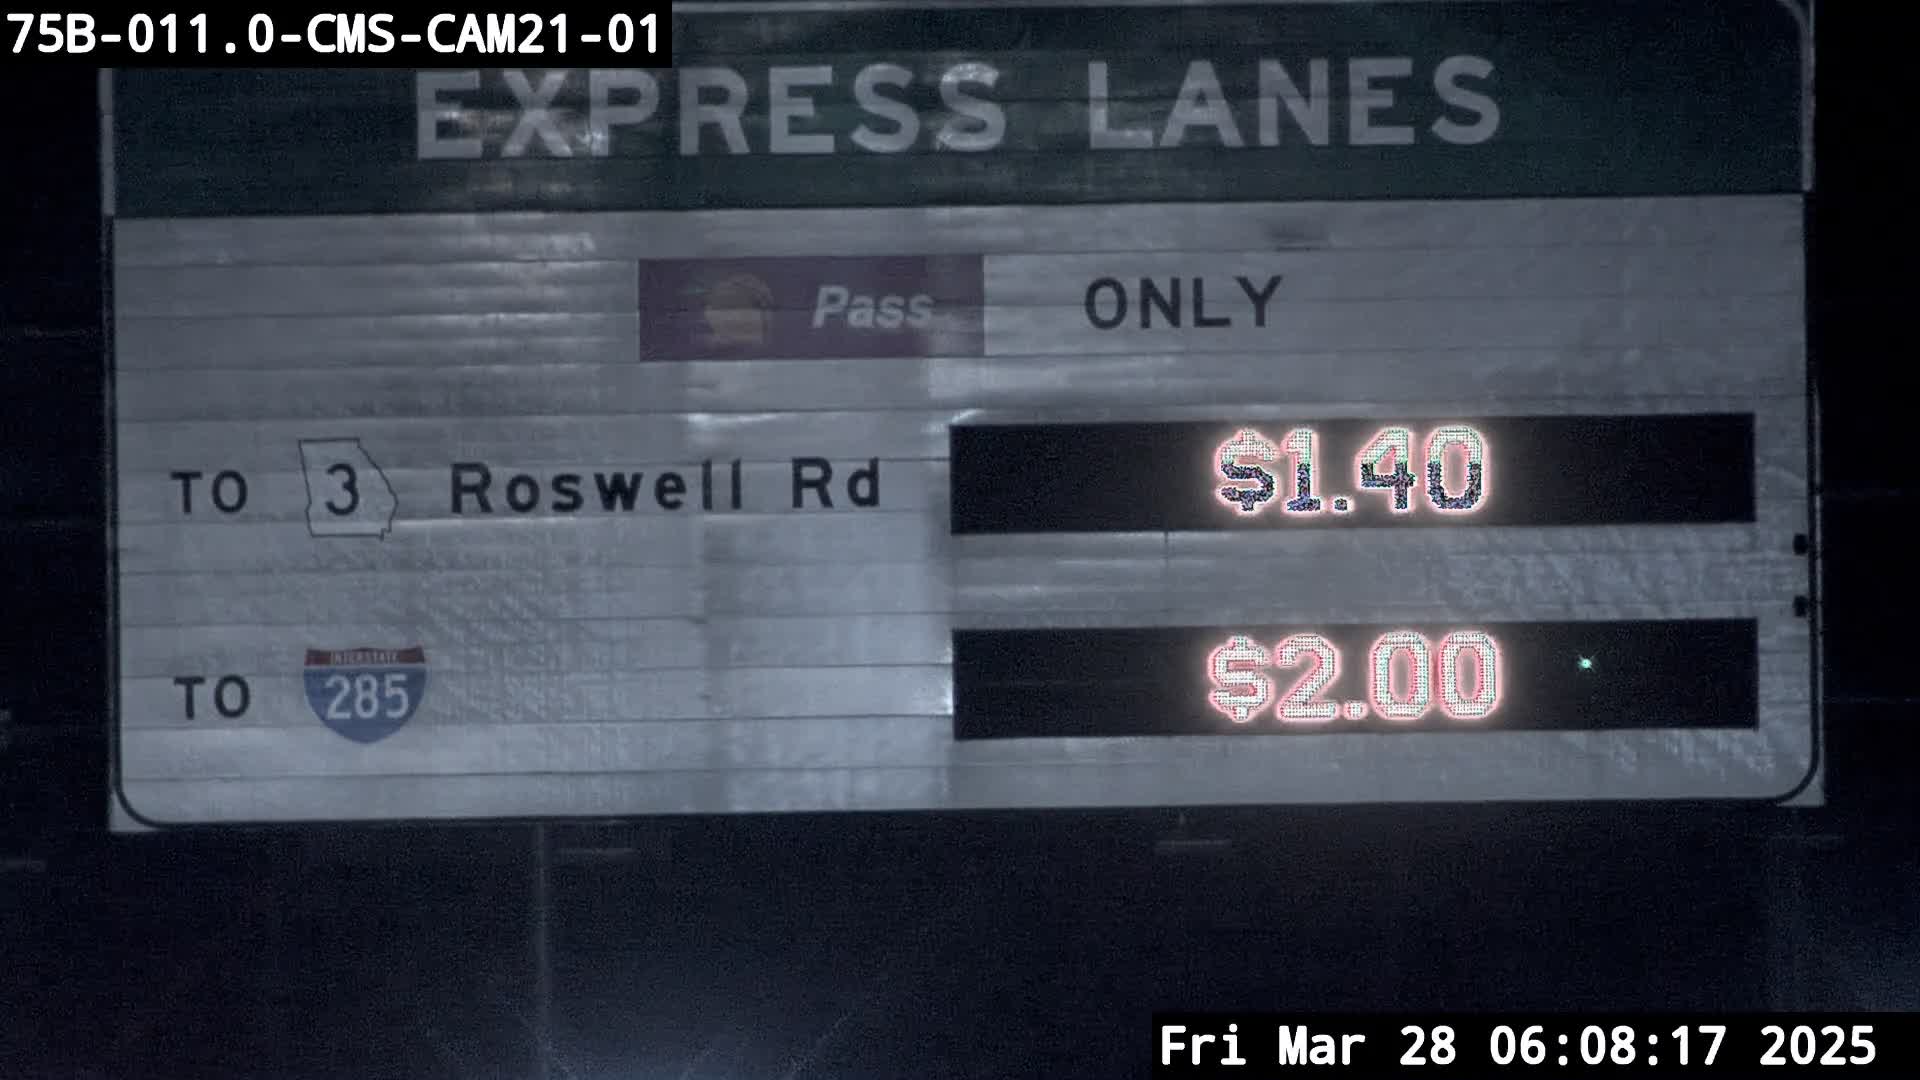 75B-011.0-CMS-CAM21-01
EXPRESS LANES
Pass ONLY
TO 3 Roswell Rd $1.40
INTERSTATE
TO 285 $2.00
Fri Mar 28 06:08:17 2025